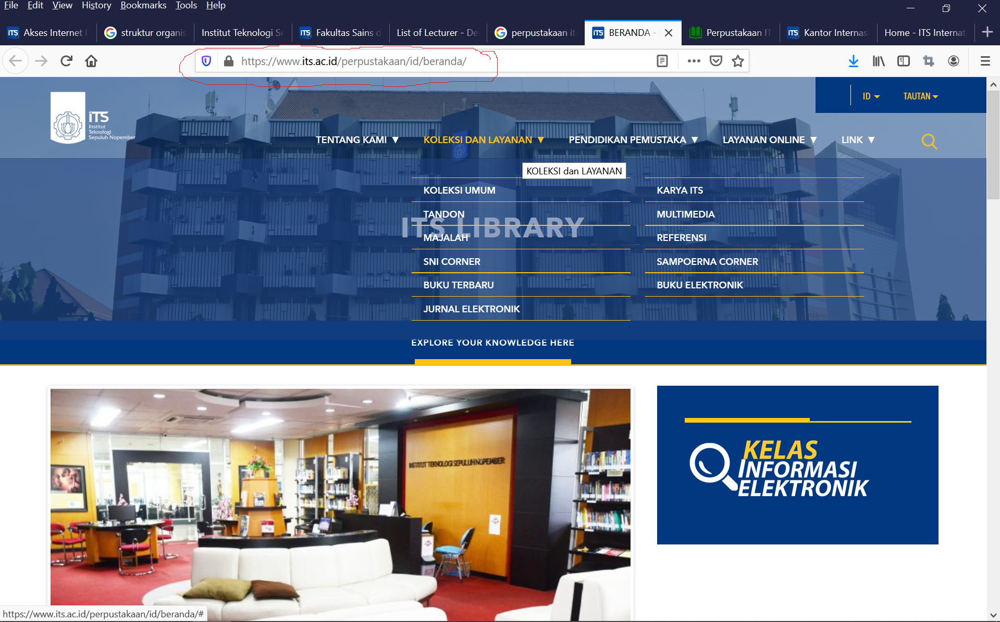 File Edit View History Bookmarks Tools Help
Akses Internet
struktur organis
Institut Teknologi Se
Fakultas Sains d
List of Lecturer - De
perpustakaan it
BERANDA -
Perpustakaan IT
Kantor Internas
Home - ITS Internat
https://www.its.ac.id/perpustakaan/id/beranda/
ID
TAUTAN
iTS
Institut
Teknologi
Sepuluh Nopember
TENTANG KAMI ▼
KOLEKSI DAN LAYANAN ▼
PENDIDIKAN PEMUSTAKA ▼
LAYANAN ONLINE ▼
LINK ▼
KOLEKSI dan LAYANAN
KOLEKSI UMUM
KARYA ITS
TANDON
MULTIMEDIA
ITS LIBRARY
MAJALAH
REFERENSI
SNI CORNER
SAMPOERNA CORNER
BUKU TERBARU
BUKU ELEKTRONIK
JURNAL ELEKTRONIK
EXPLORE YOUR KNOWLEDGE HERE
INSTITUT TEKNOLOGI SEPULUH NOPEMBER
KELAS
INFORMASI
ELEKTRONIK
https://www.its.ac.id/perpustakaan/id/beranda/#